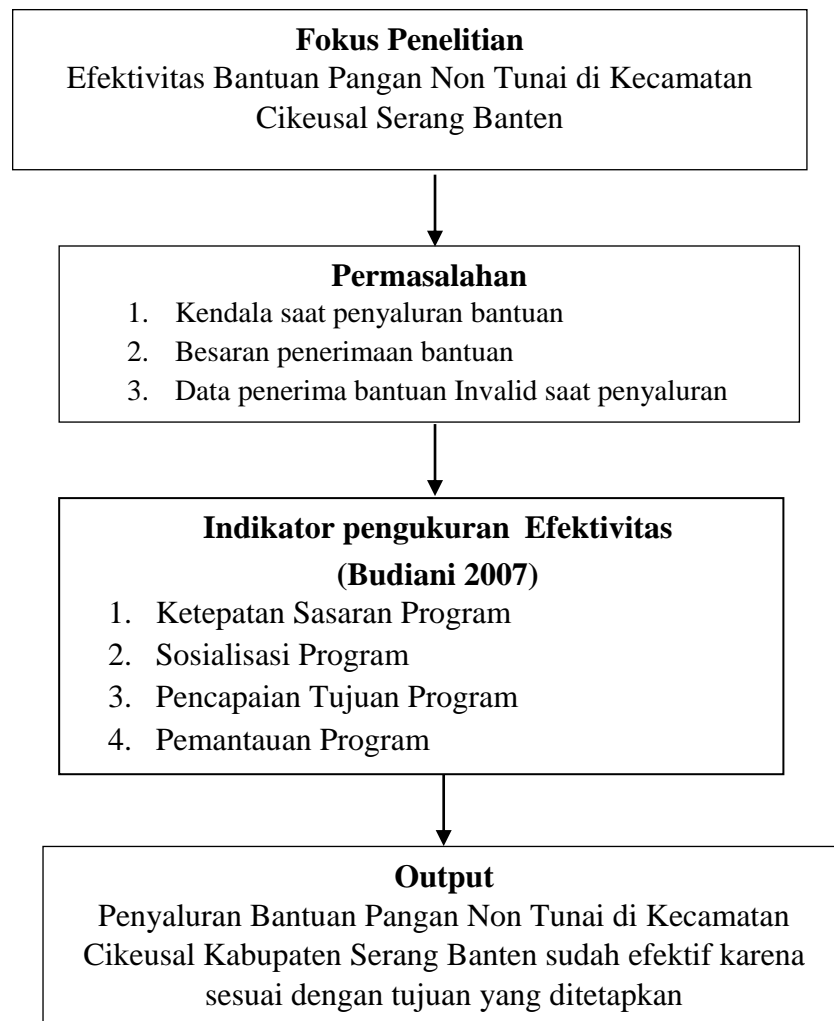 Fokus Penelitian
Efektivitas Bantuan Pangan Non Tunai di Kecamatan
Cikeusal Serang Banten
Permasalahan
1. Kendala saat penyaluran bantuan
2. Besaran penerimaan bantuan
3. Data penerima bantuan Invalid saat penyaluran
Indikator pengukuran Efektivitas
(Budiani 2007)
1. Ketepatan Sasaran Program
2. Sosialisasi Program
3. Pencapaian Tujuan Program
4. Pemantauan Program
Output
Penyaluran Bantuan Pangan Non Tunai di Kecamatan
Cikeusal Kabupaten Serang Banten sudah efektif karena
sesuai dengan tujuan yang ditetapkan